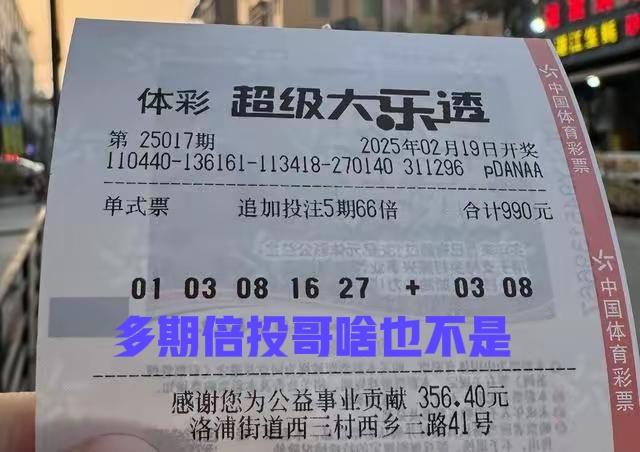 体彩 超级大乐透
第 25017期 2025年02月19日开奖
110440-136161-113418-270140 311296 pDANAA
单式票 追加投注5期66倍 合计990元
01 03 08 16 27 + 03 08
多期倍投哥啥也不是
感谢您为公益事业贡献 356.40元
洛浦街道西三村西乡三路41号
中国体育彩票
中国体育彩票